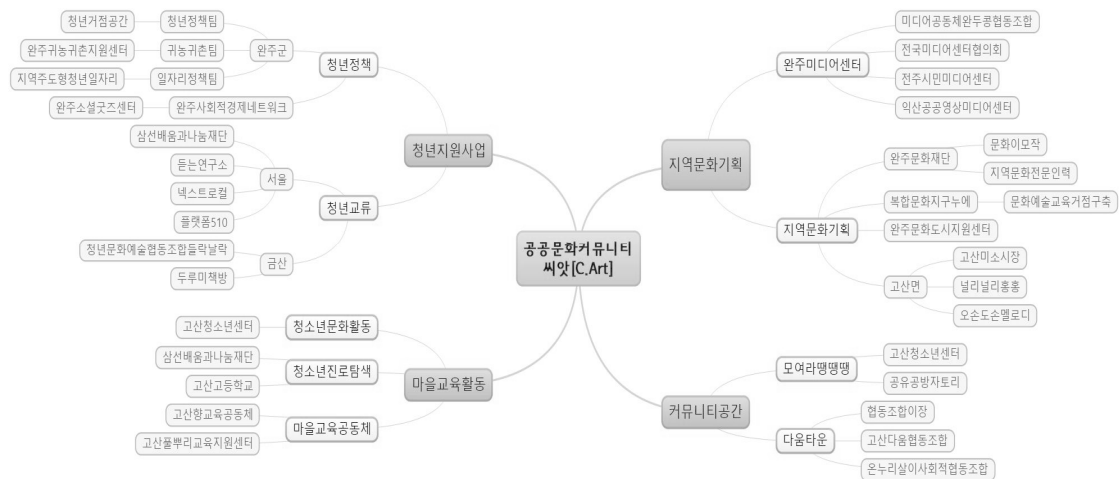 공공문화커뮤니티
씨앗[C.Art]
청년지원사업
청년정책
완주군
청년정책팀
청년거점공간
귀농귀촌팀
완주귀농귀촌지원센터
일자리정책팀
지역주도형청년일자리
완주사회적경제네트워크
완주소셜굿즈센터
청년교류
서울
삼선배움과나눔재단
듣는연구소
넥스트로컬
플랫폼510
금산
청년문화예술협동조합들락날락
두루미책방
마을교육활동
청소년문화활동
고산청소년센터
청소년진로탐색
삼선배움과나눔재단
고산고등학교
마을교육공동체
고산향교육공동체
고산풀뿌리교육지원센터
지역문화기획
완주미디어센터
미디어공동체완두콩협동조합
전국미디어센터협의회
전주시민미디어센터
익산공공영상미디어센터
지역문화기획
완주문화재단
문화이모작
지역문화전문인력
복합문화지구누에
문화예술교육거점구축
완주문화도시지원센터
고산면
고산미소시장
널리널리홍홍
오손도손멜로디
커뮤니티공간
모여라땡땡땡
고산청소년센터
공유공방자토리
다움타운
협동조합이장
고산다움협동조합
온누리살이사회적협동조합